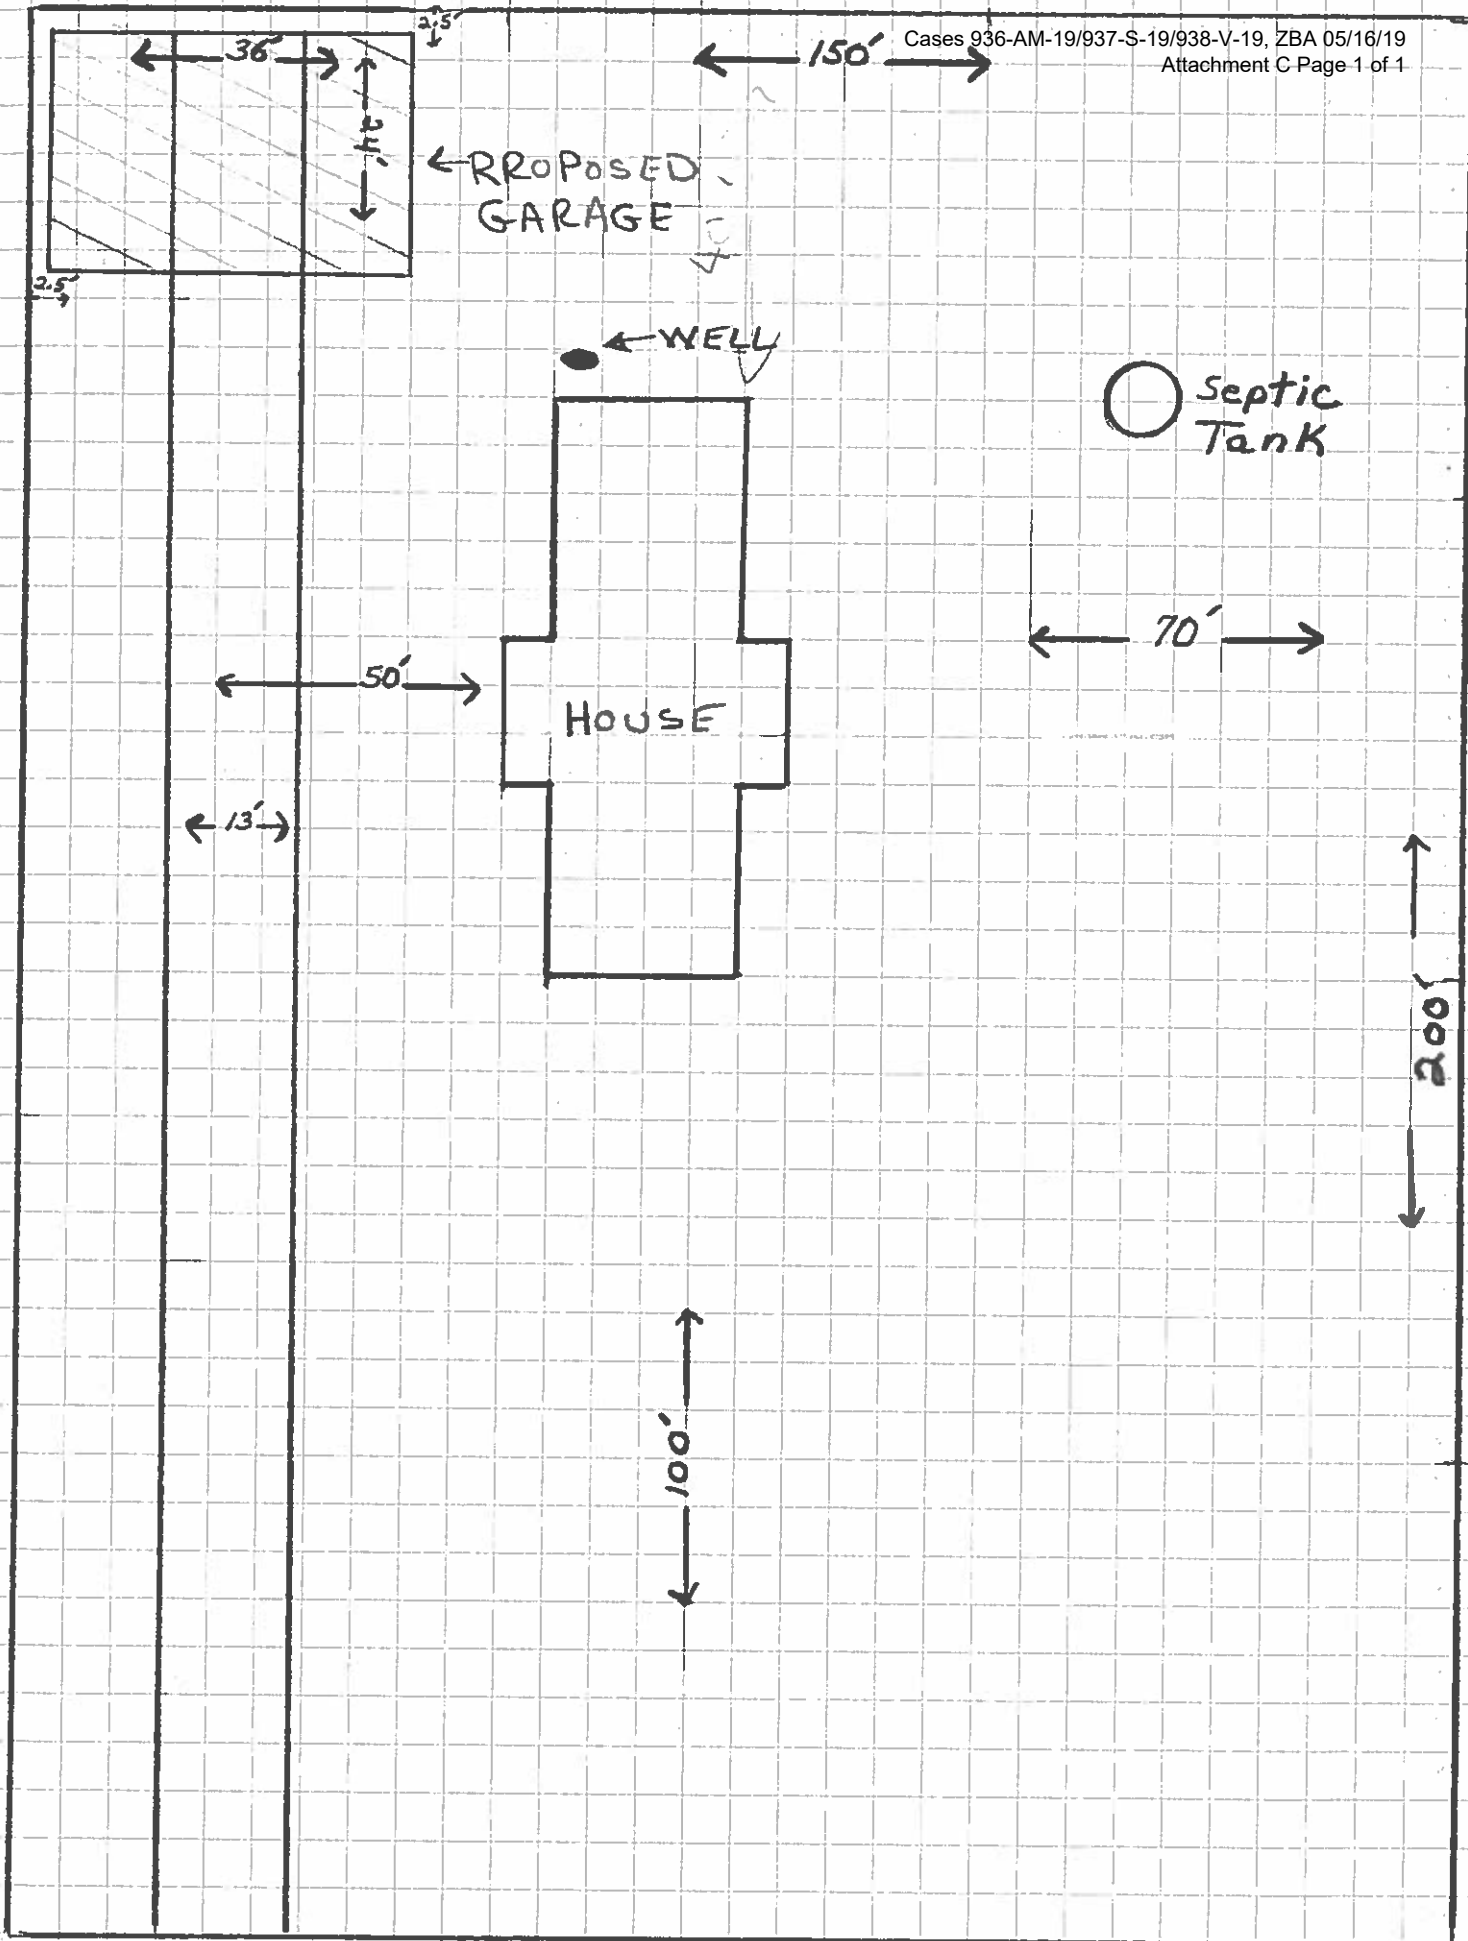 2.5'
Cases 936-AM-19/937-S-19/938-V-19, ZBA 05/16/19
Attachment C Page 1 of 1
36'
150'
24'
RROPOSED
GARAGE
2.5'
WELL
Septic
Tank
70'
50'
HOUSE
13'
200'
100'